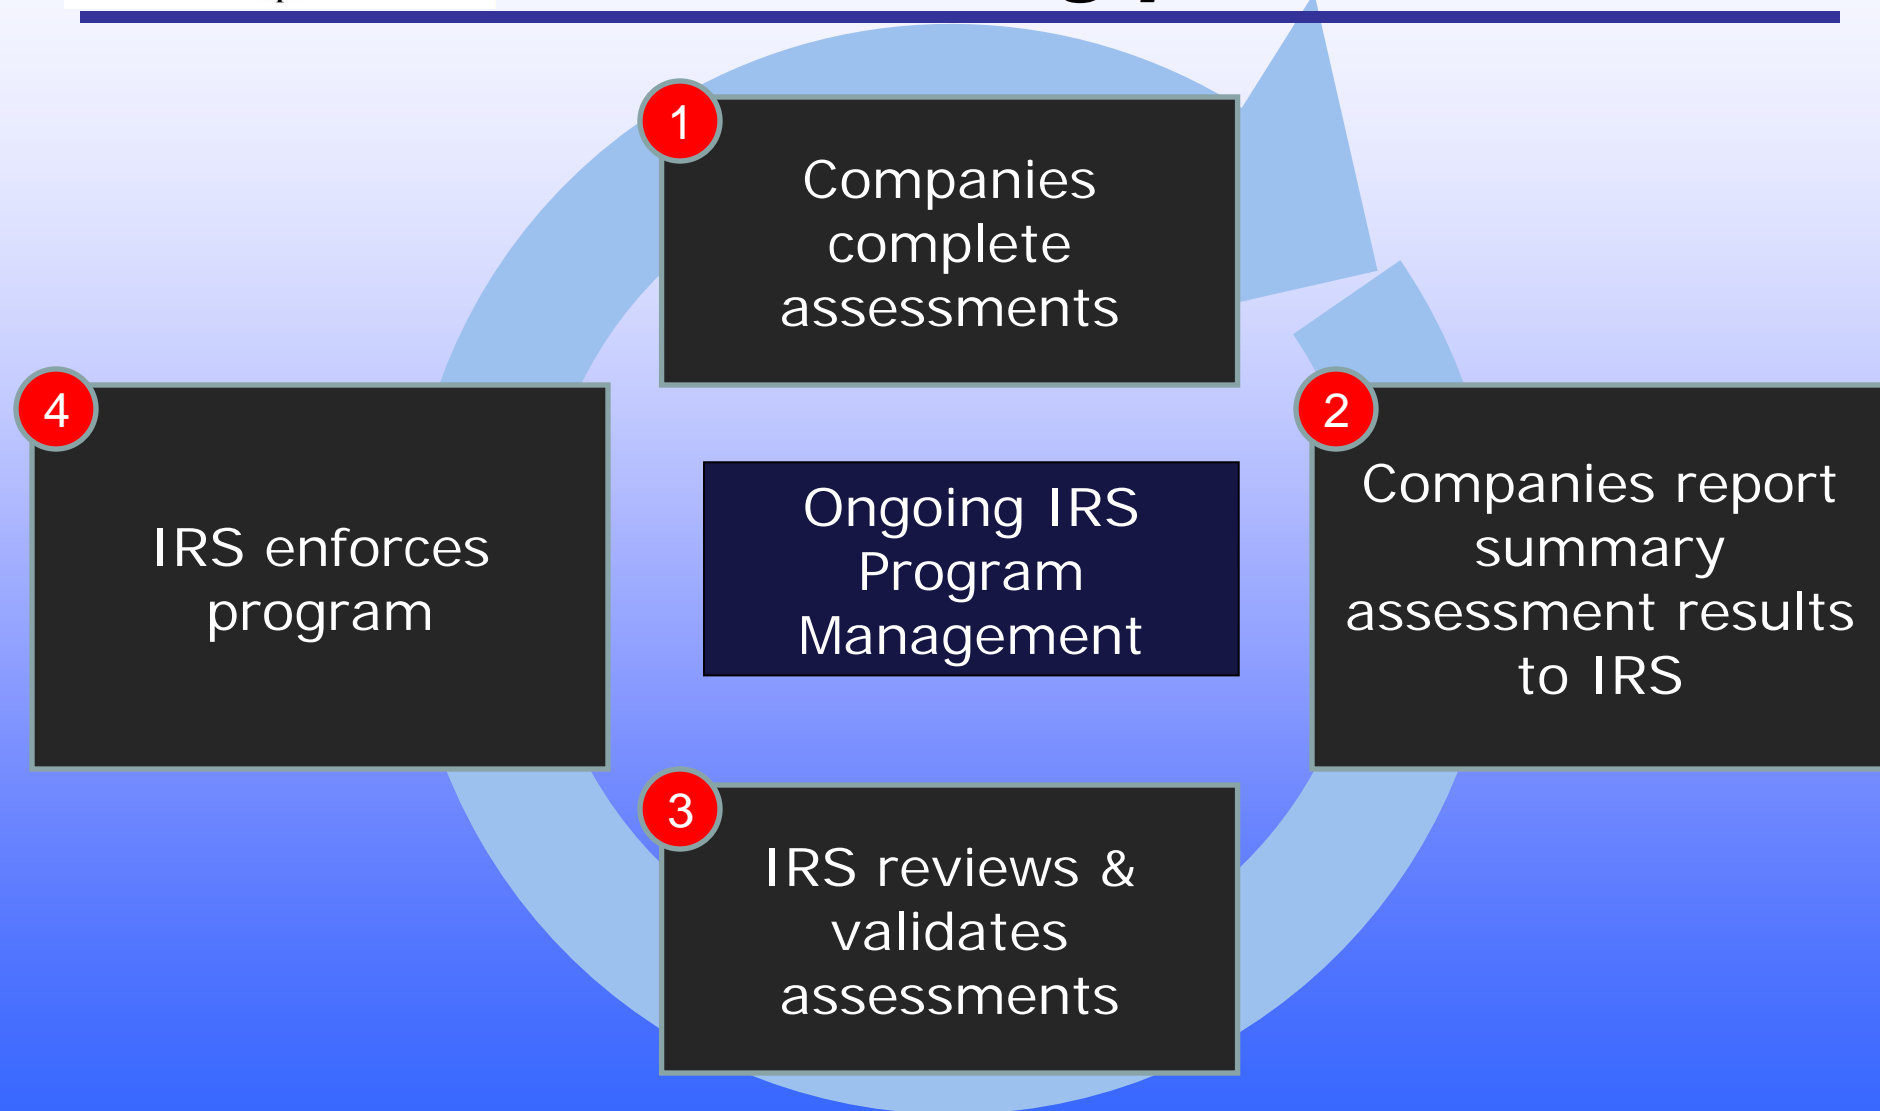 1
Companies
complete
assessments
2
Companies report
summary
assessment results
to IRS
3
IRS reviews &
validates
assessments
4
IRS enforces
program
Ongoing IRS
Program
Management